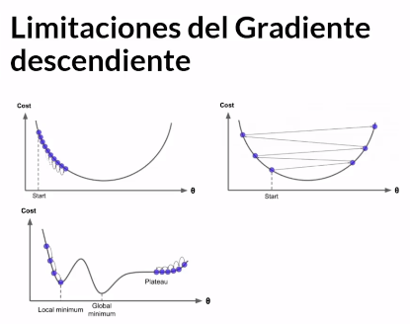 Limitaciones del Gradiente
descendiente
Cost
θ
Start
Cost
θ
Start
Cost
θ
Plateau
Local minimum
Global
minimum